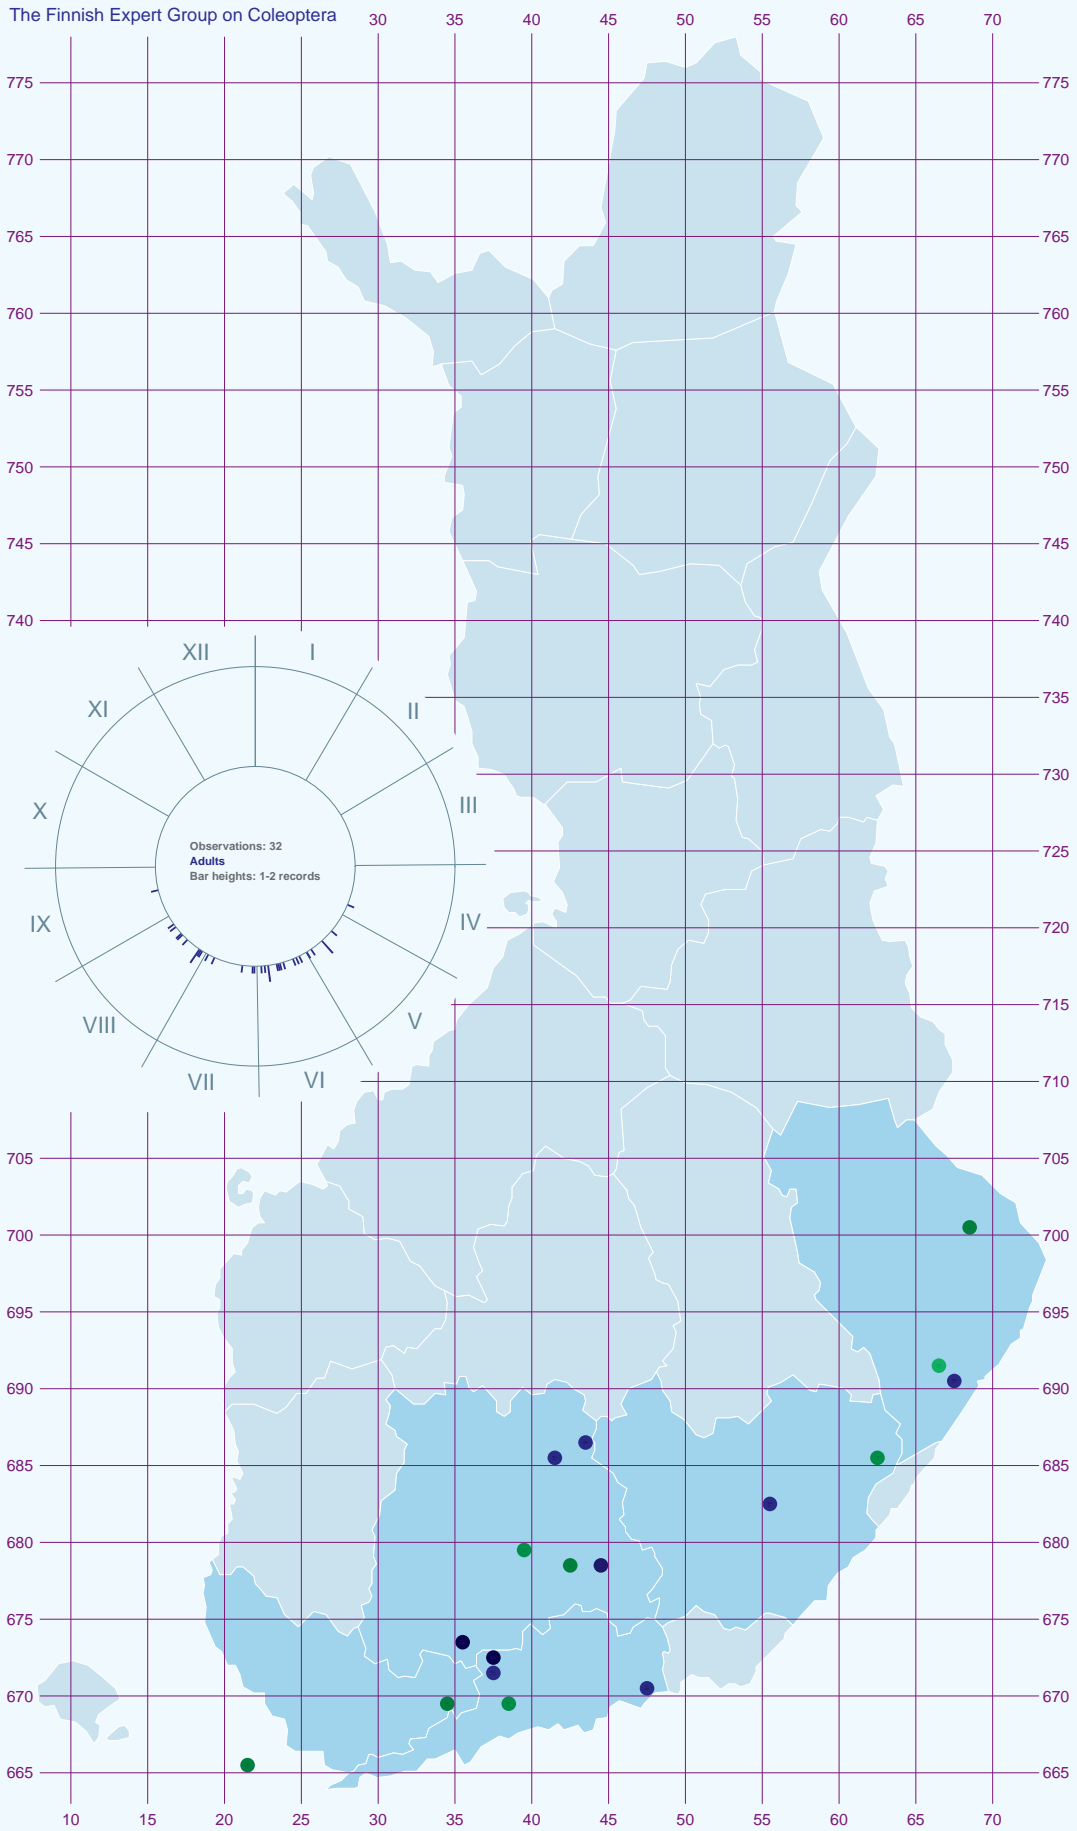 The Finnish Expert Group on Coleoptera
30 35 40 45 50 55 60 65 70
775 775
770 770
765 765
760 760
755 755
750 750
745 745
740 740
XII I
XI II
735
730
X III
Observations: 32
Adults
Bar heights: 1-2 records
725
IX IV
720
715
VIII V
VII VI
710
705 705
700 700
695 695
690 690
685 685
680 680
675 675
670 670
665 665
10 15 20 25 30 35 40 45 50 55 60 65 70